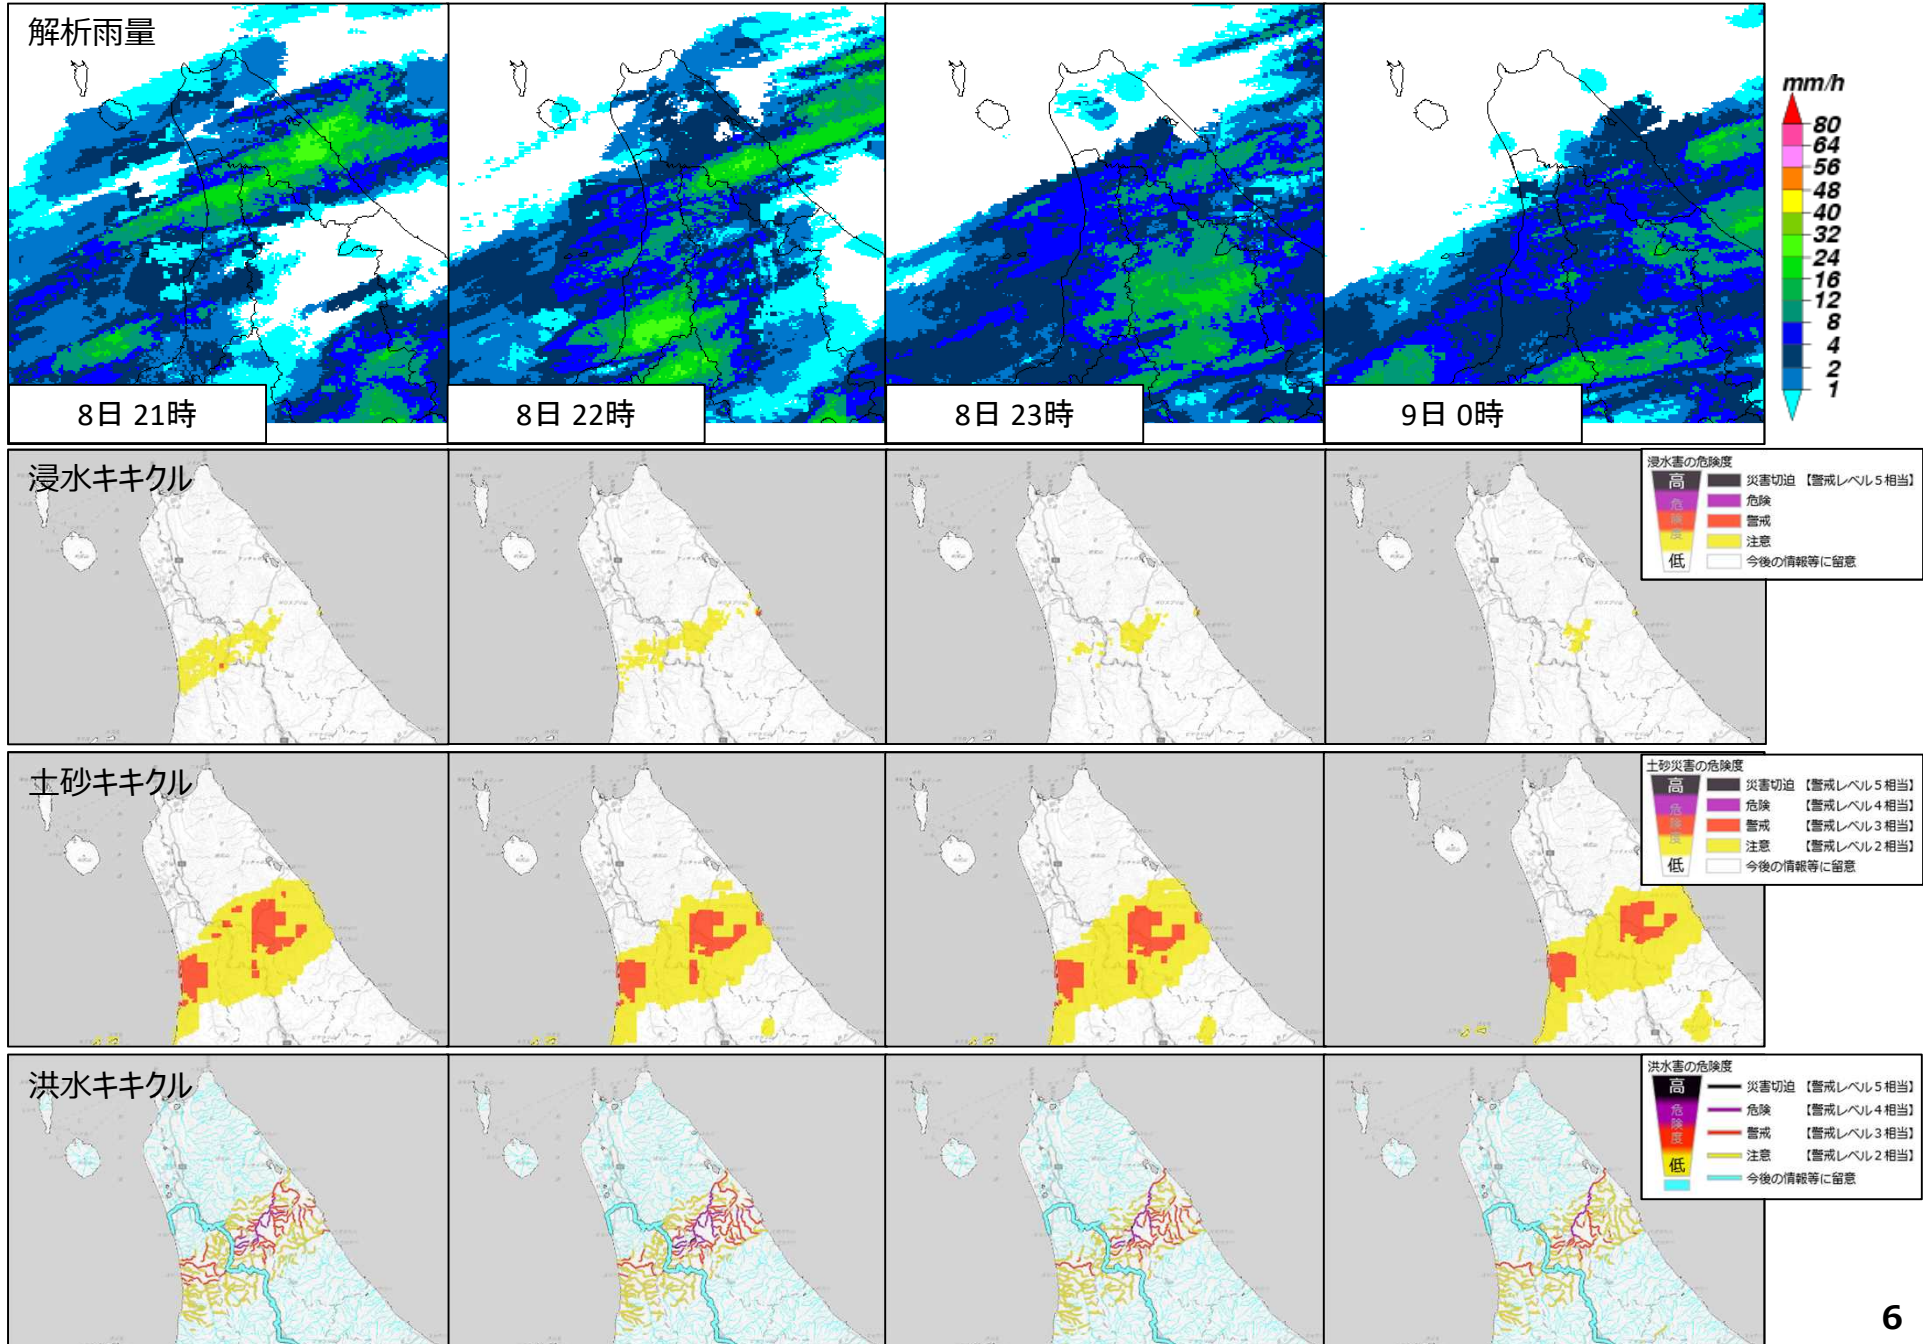 解析雨量
8日 21時
8日 22時
8日 23時
9日 0時
mm/h
80
64
56
48
40
32
24
16
12
8
4
2
1
浸水キキクル
浸水害の危険度
高
危険度
低
災害切迫 【警戒レベル5相当】
危険
警戒
注意
今後の情報等に留意
土砂キキクル
土砂災害の危険度
高
危険度
低
災害切迫 【警戒レベル5相当】
危険 【警戒レベル4相当】
警戒 【警戒レベル3相当】
注意 【警戒レベル2相当】
今後の情報等に留意
洪水キキクル
洪水害の危険度
高
危険度
低
災害切迫 【警戒レベル5相当】
危険 【警戒レベル4相当】
警戒 【警戒レベル3相当】
注意 【警戒レベル2相当】
今後の情報等に留意
6